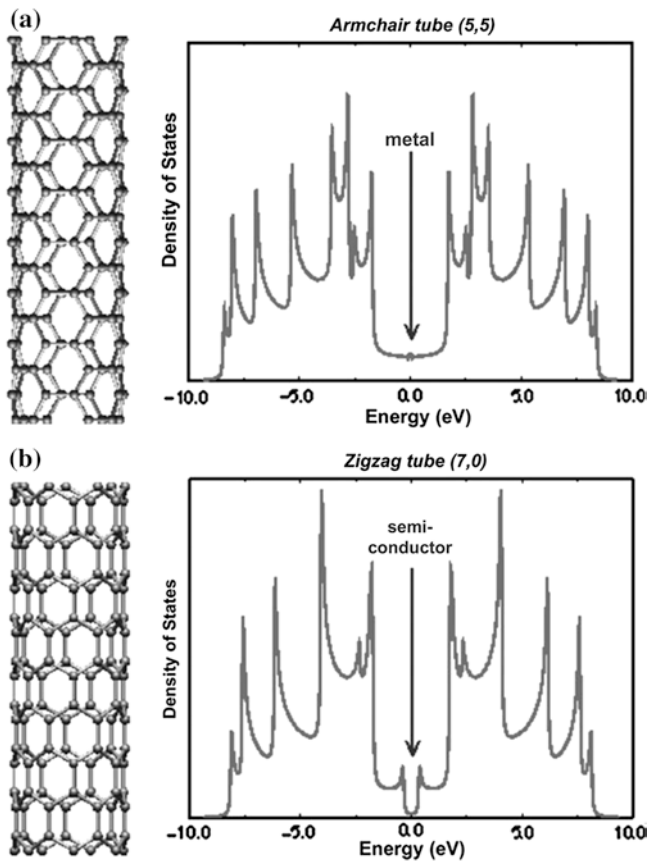 (a)
Armchair tube (5,5)
Density of States
metal
−10.0 −5.0 0.0 5.0 10.0
Energy (eV)
(b)
Zigzag tube (7,0)
Density of States
semi-
conductor
−10.0 −5.0 0.0 5.0 10.0
Energy (eV)